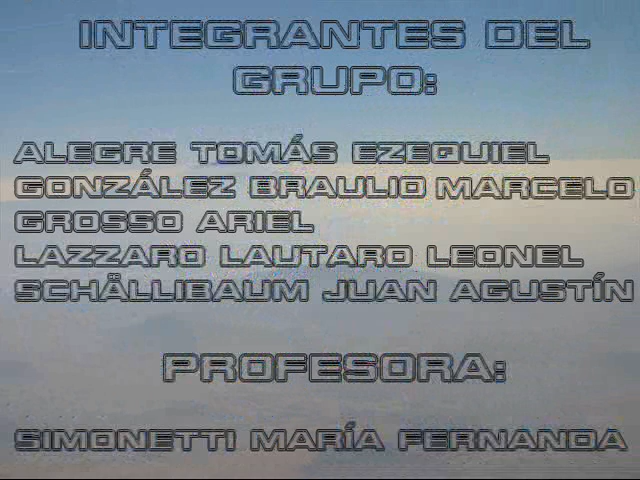 INTEGRANTES DEL
GRUPO:
ALEGRE TOMÁS EZEQUIEL
GONZÁLEZ BRAULIO MARCELO
GROSSO ARIEL
LAZZARO LAUTARO LEONEL
SCHÄLLIBAUM JUAN AGUSTÍN
PROFESORA:
SIMONETTI MARÍA FERNANDA